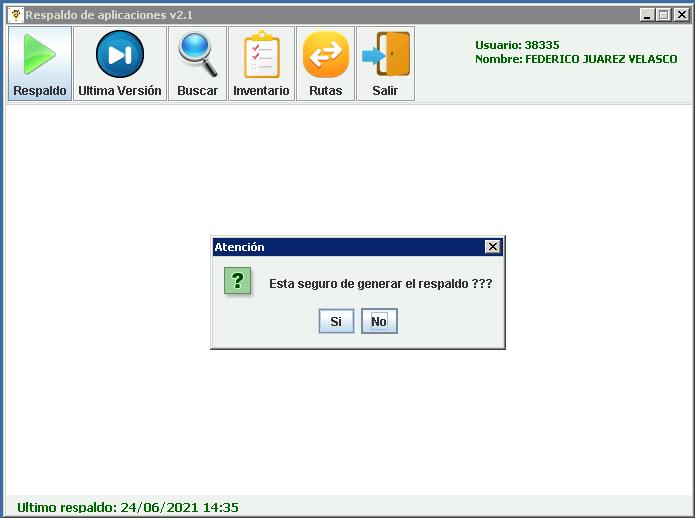 Respaldo de aplicaciones v2.1
Respaldo
Ultima Versión
Buscar
Inventario
Rutas
Salir
Usuario: 38335
Nombre: FEDERICO JUAREZ VELASCO
Atención
?
Esta seguro de generar el respaldo ???
Si
No
Ultimo respaldo: 24/06/2021 14:35